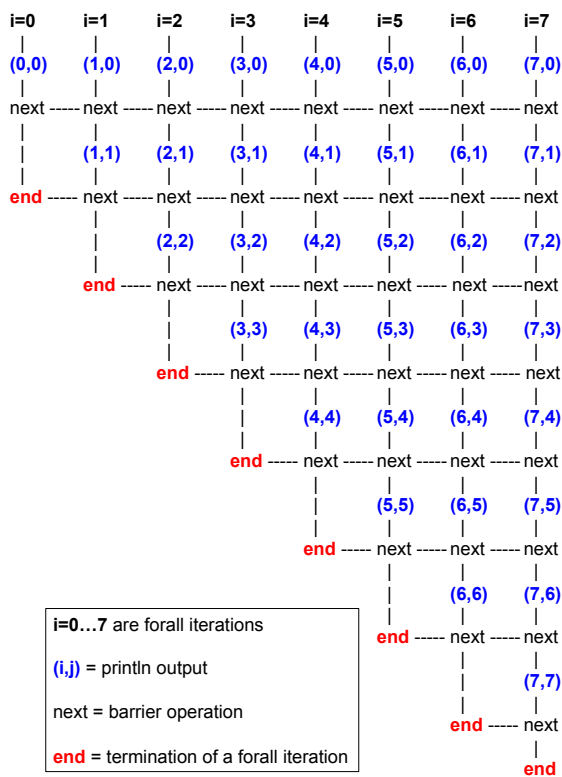 i=0 i=1 i=2 i=3 i=4 i=5 i=6 i=7
(0,0) (1,0) (2,0) (3,0) (4,0) (5,0) (6,0) (7,0)
next ----- next ----- next ----- next ----- next ----- next ----- next ----- next
(1,1) (2,1) (3,1) (4,1) (5,1) (6,1) (7,1)
end ----- next ----- next ----- next ----- next ----- next ----- next ----- next
(2,2) (3,2) (4,2) (5,2) (6,2) (7,2)
end ----- next ----- next ----- next ----- next ----- next ----- next
(3,3) (4,3) (5,3) (6,3) (7,3)
end ----- next ----- next ----- next ----- next ----- next
(4,4) (5,4) (6,4) (7,4)
end ----- next ----- next ----- next ----- next
(5,5) (6,5) (7,5)
end ----- next ----- next ----- next
(6,6) (7,6)
end ----- next ----- next
(7,7)
end ----- next
end
i=0…7 are forall iterations
(i,j) = println output
next = barrier operation
end = termination of a forall iteration